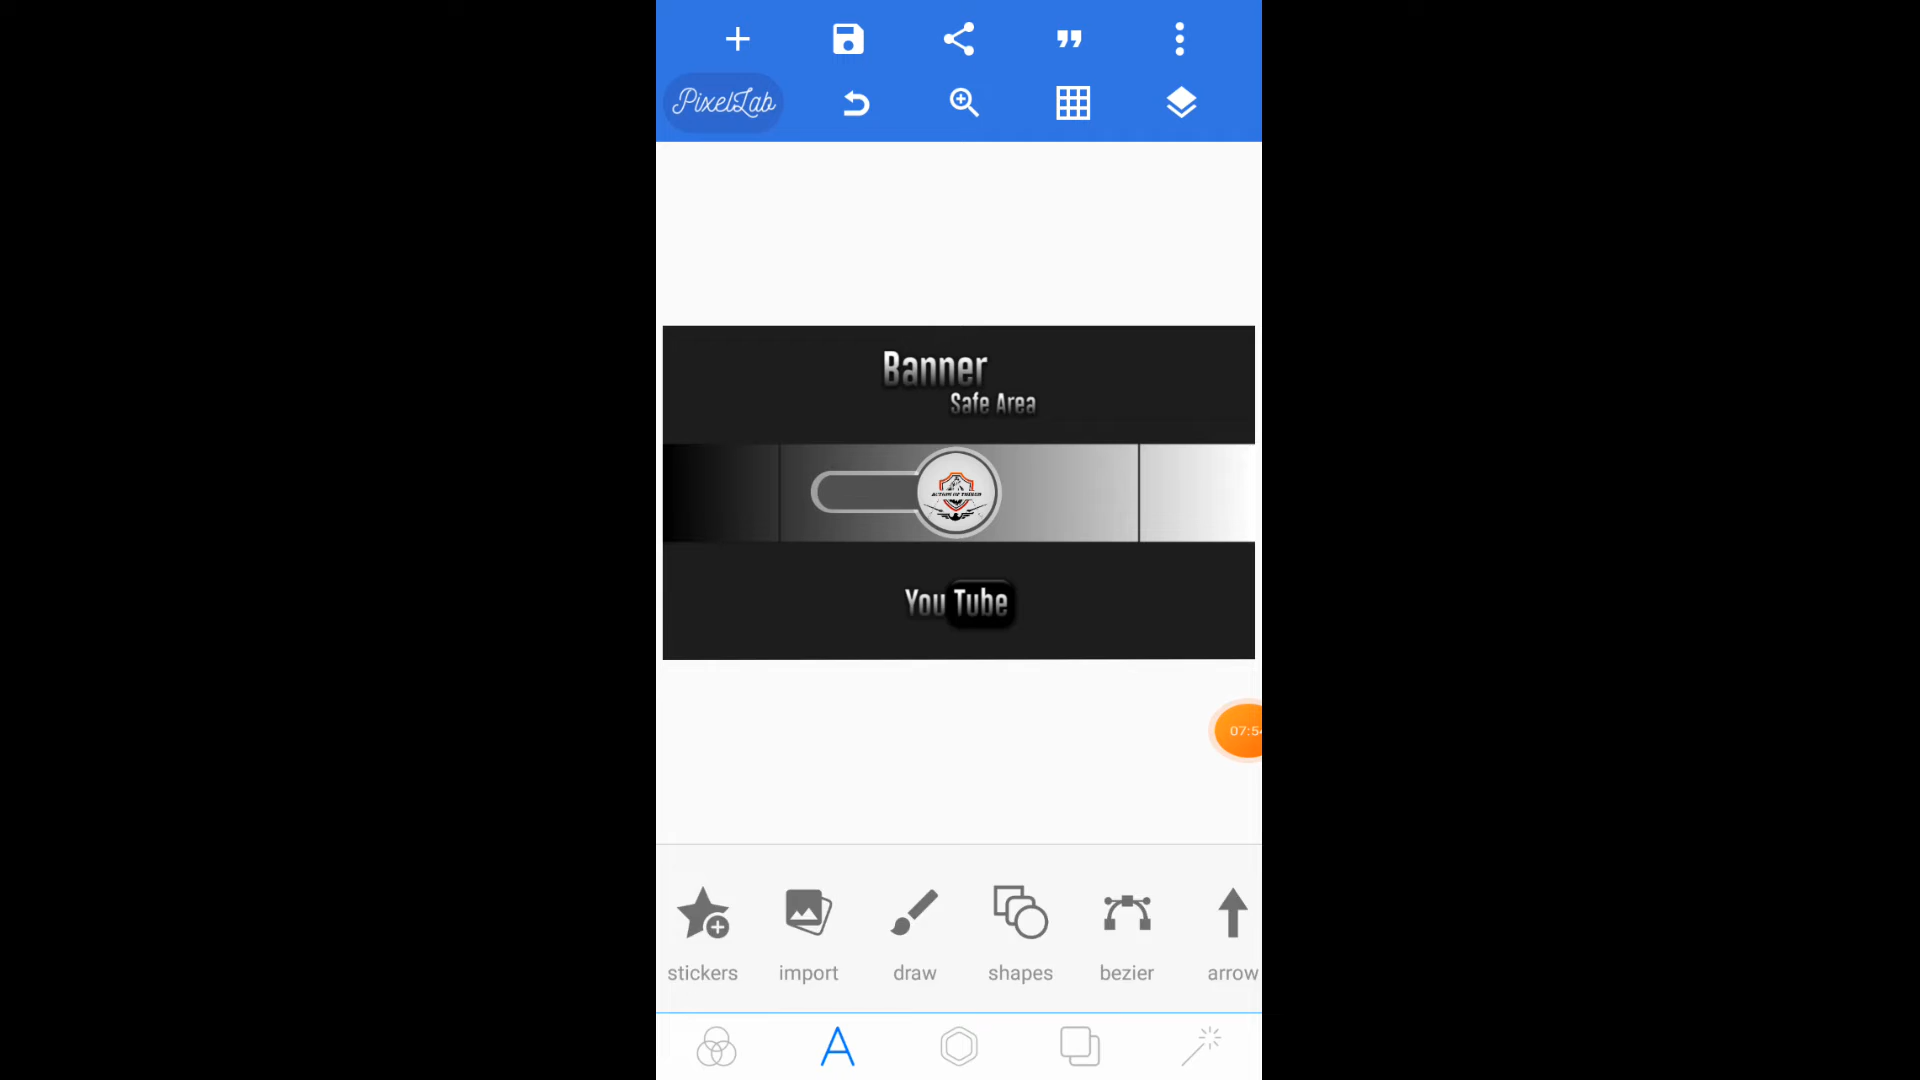 PixelLab
Banner
Safe Area
You Tube
stickers
import
draw
shapes
bezier
arrow